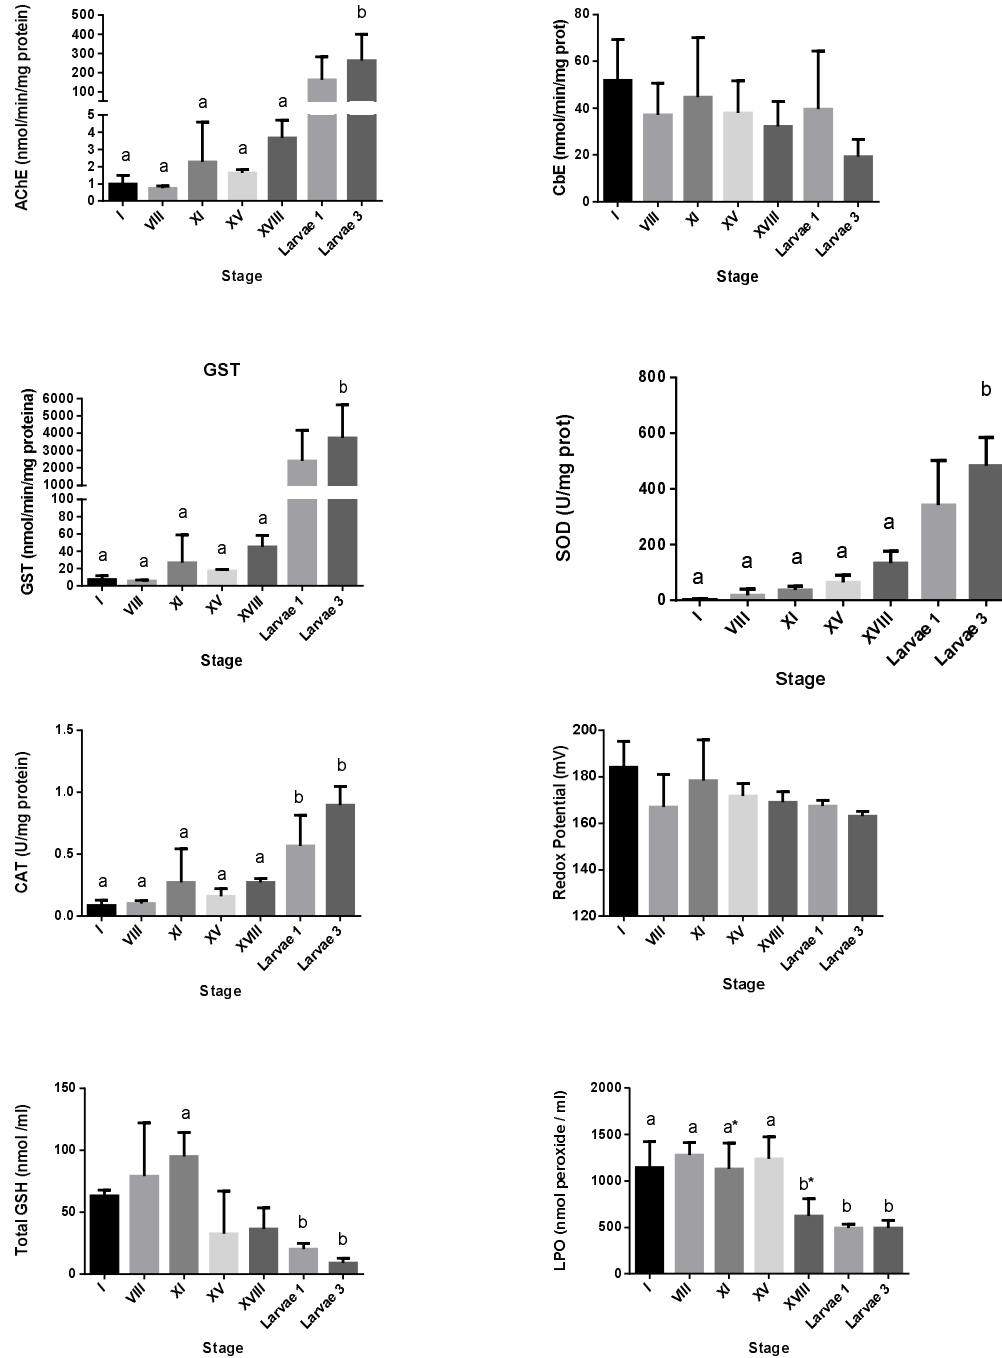 AChE (nmol/min/mg protein)
500
400
300
200
100
5
4
3
2
1
0
a
a
a
a
a
b
I
VIII
XI
XV
XVIII
Larvae 1
Larvae 3
Stage
CbE (nmol/min/mg prot)
80
60
40
20
0
I
VIII
XI
XV
XVIII
Larvae 1
Larvae 3
Stage
GST
GST (nmol/min/mg proteina)
6000
5000
4000
3000
2000
1000
100
80
60
40
20
0
a
a
a
a
a
b
I
VIII
XI
XV
XVIII
Larvae 1
Larvae 3
Stage
SOD (U/mg prot)
800
600
400
200
0
a
a
a
a
a
b
I
VIII
XI
XV
XVIII
Larvae 1
Larvae 3
Stage
CAT (U/mg protein)
1.5
1.0
0.5
0.0
a
a
a
a
a
b
b
I
VIII
XI
XV
XVIII
Larvae 1
Larvae 3
Stage
Redox Potential (mV)
200
180
160
140
120
I
VIII
XI
XV
XVIII
Larvae 1
Larvae 3
Stage
Total GSH (nmol /ml)
150
100
50
0
a
b
b
I
VIII
XI
XV
XVIII
Larvae 1
Larvae 3
Stage
LPO (nmol peroxide / ml)
2000
1500
1000
500
0
a
a
a*
a
b*
b
b
I
VIII
XI
XV
XVIII
Larvae 1
Larvae 3
Stage